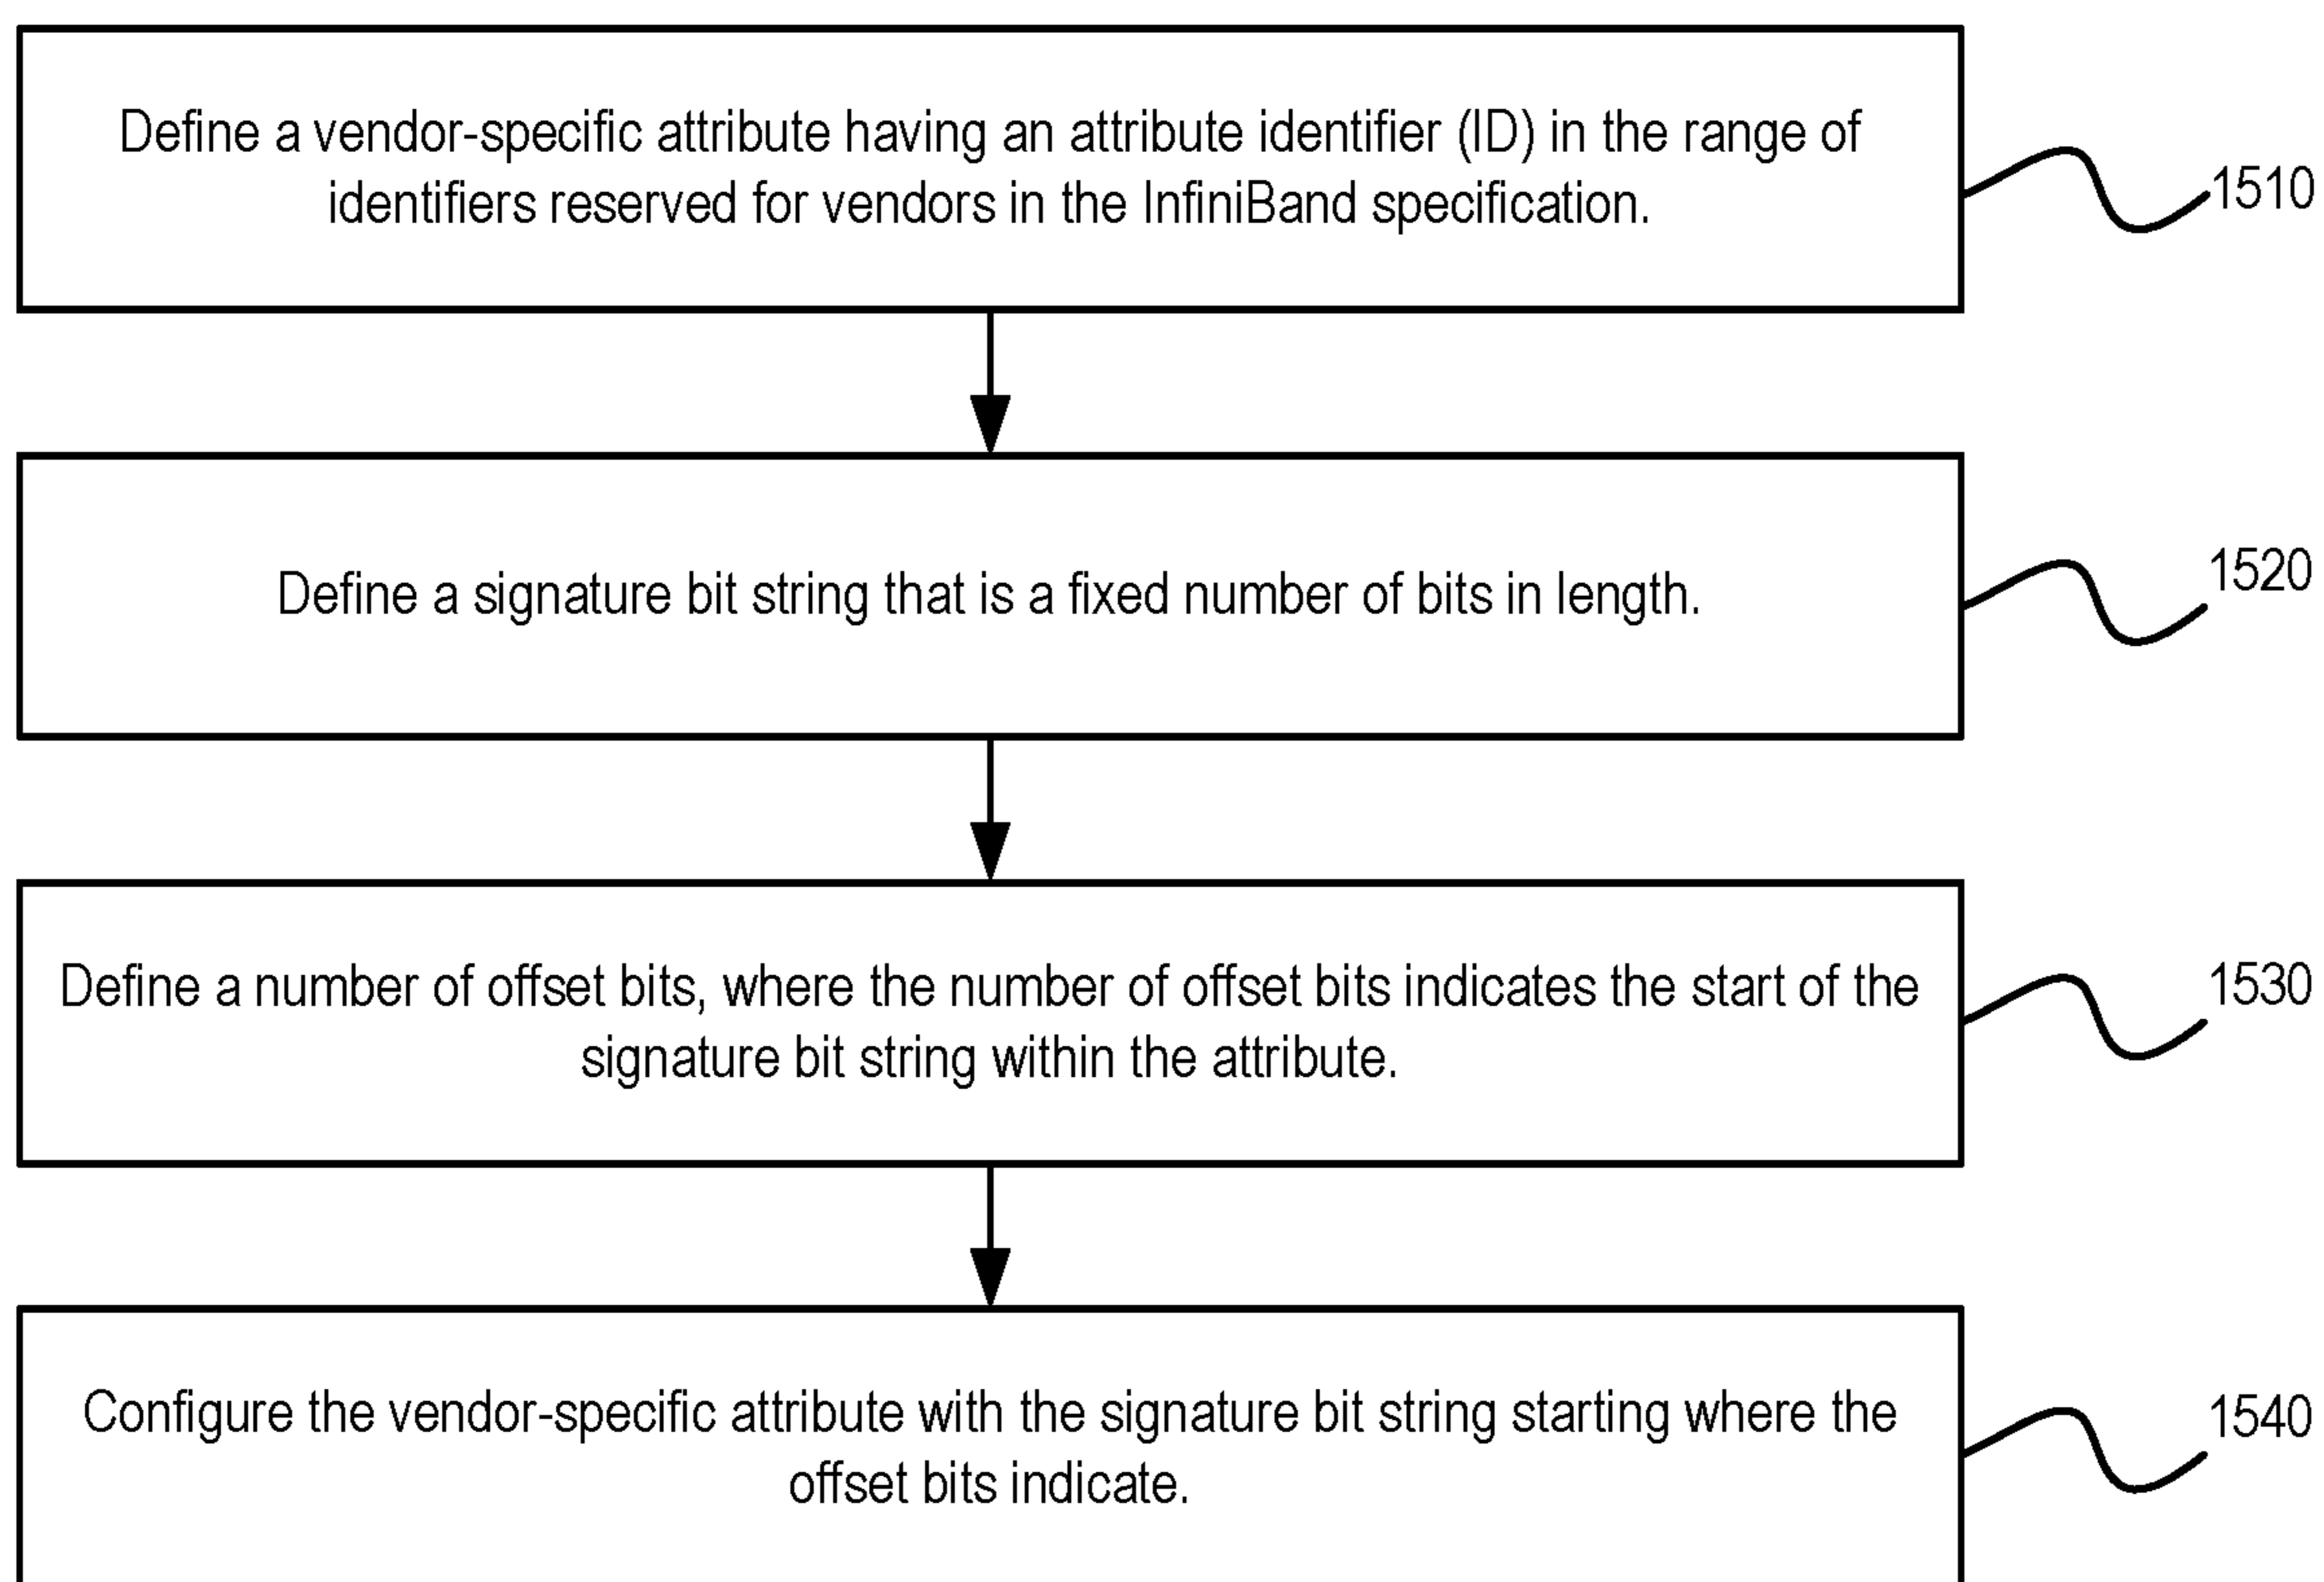 Define a vendor-specific attribute having an attribute identifier (ID) in the range of
identifiers reserved for vendors in the InfiniBand specification.
1510
Define a signature bit string that is a fixed number of bits in length.
1520
Define a number of offset bits, where the number of offset bits indicates the start of the
signature bit string within the attribute.
1530
Configure the vendor-specific attribute with the signature bit string starting where the
offset bits indicate.
1540